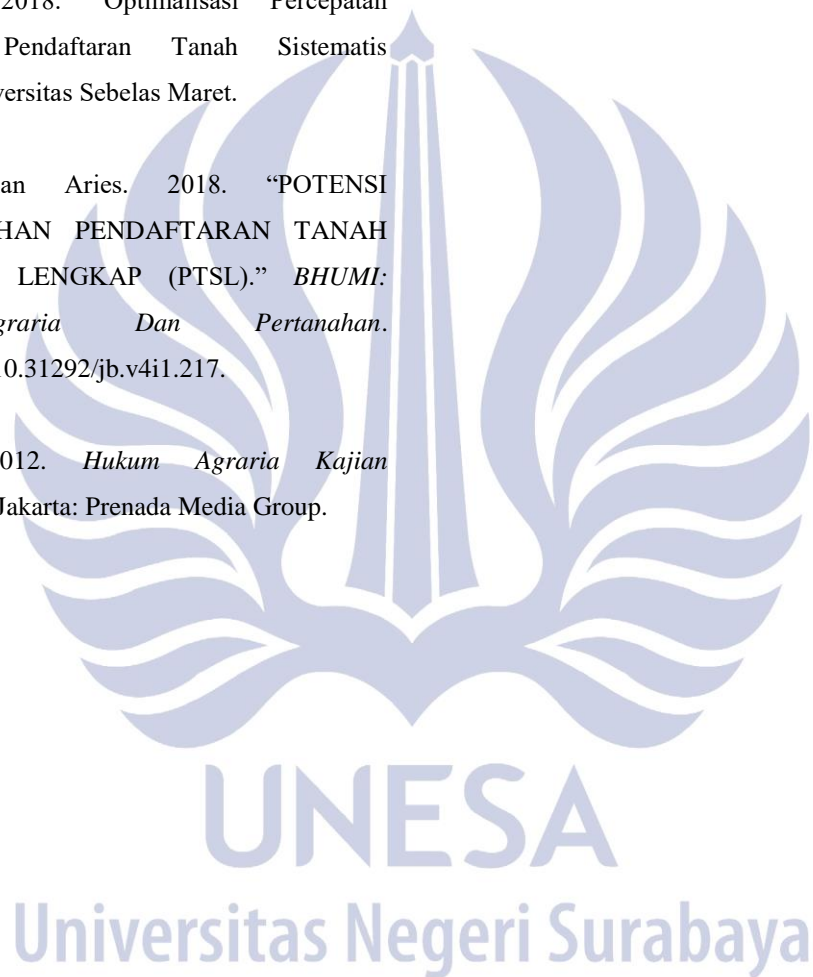 2018. "Optimalisasi Percepatan
Pendaftaran Tanah Sistematis
versitas Sebelas Maret.
an Aries. 2018. “POTENSI
HAN PENDAFTARAN TANAH
LENGKAP (PTSL).” BHUMI:
graria Dan Pertanahan.
10.31292/jb.v4i1.217.
012. Hukum Agraria Kajian
Jakarta: Prenada Media Group.
UNESA
Universitas Negeri Surabaya